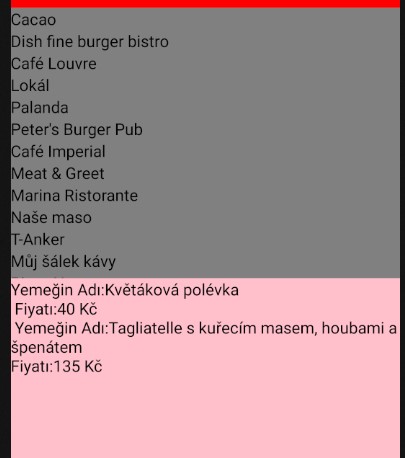 Cacao
Dish fine burger bistro
Café Louvre
Lokál
Palanda
Peter's Burger Pub
Café Imperial
Meat & Greet
Marina Ristorante
Naše maso
T-Anker
Můj šálek kávy
Yemeğin Adı:Květáková polévka
Fiyatı:40 Kč
Yemeğin Adı:Tagliatelle s kuřecím masem, houbami a
špenátem
Fiyatı:135 Kč